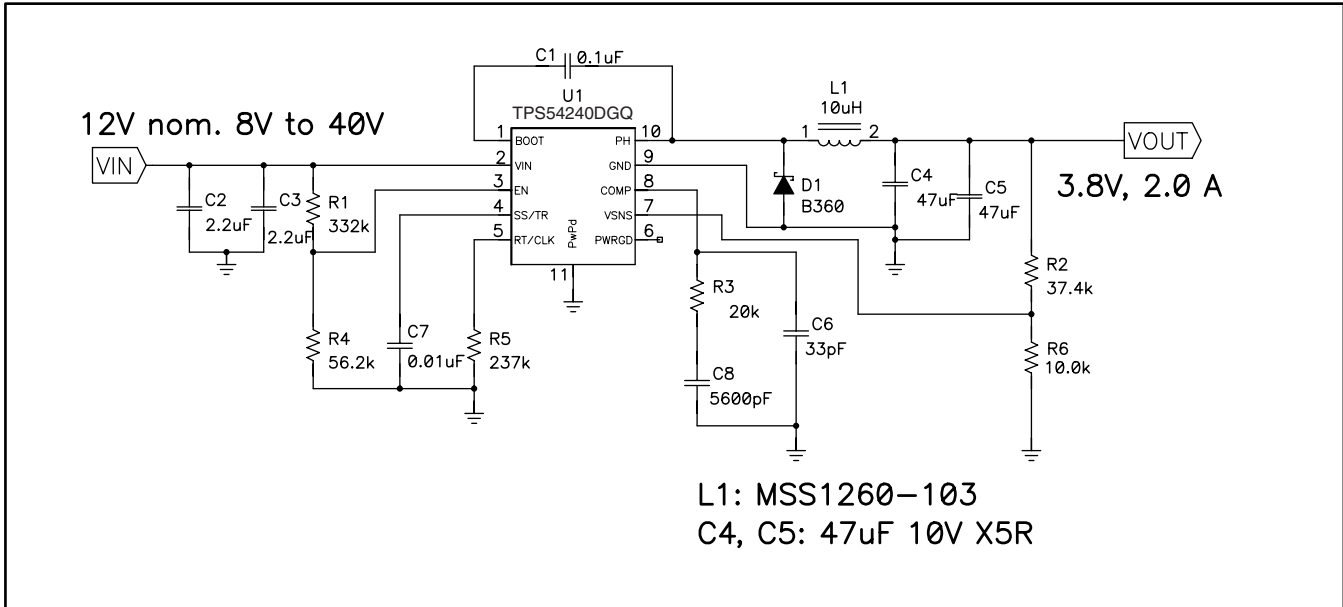 C1
0.1uF
U1
TPS54240DGQ
L1
10uH
12V nom. 8V to 40V
VIN
1
BOOT
PH
10
2
VIN
GND
9
3
EN
COMP
8
4
SS/TR
VSNS
7
5
RT/CLK
PWRGD
6
PwPd
11
1
2
VOUT
3.8V, 2.0 A
C2
2.2uF
C3
2.2uF
R1
332k
D1
B360
C4
47uF
C5
47uF
R2
37.4k
R3
20k
R4
56.2k
C7
0.01uF
R5
237k
C6
33pF
R6
10.0k
C8
5600pF
L1: MSS1260-103
C4, C5: 47uF 10V X5R